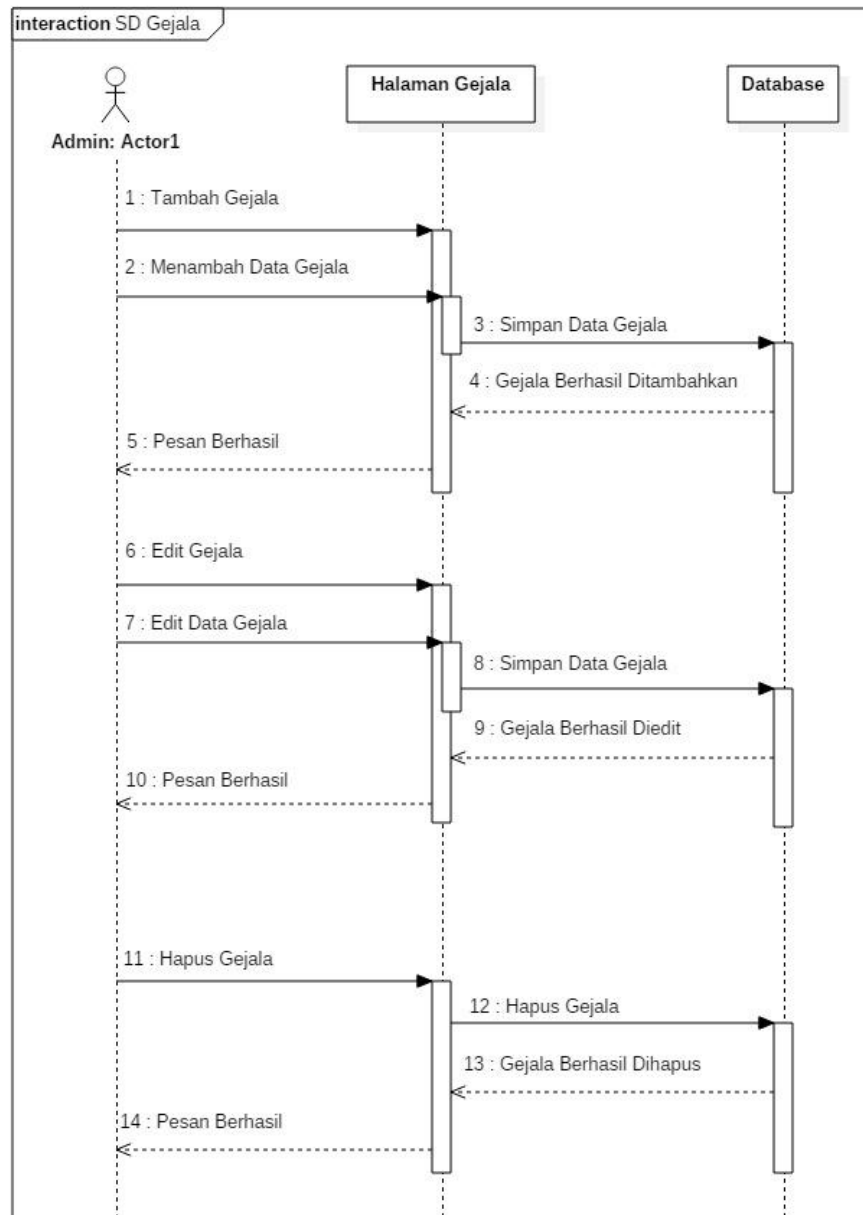 interaction SD Gejala
Halaman Gejala
Database
Admin: Actor1
1 : Tambah Gejala
2 : Menambah Data Gejala
3 : Simpan Data Gejala
4 : Gejala Berhasil Ditambahkan
5 : Pesan Berhasil
6 : Edit Gejala
7 : Edit Data Gejala
8 : Simpan Data Gejala
9 : Gejala Berhasil Diedit
10 : Pesan Berhasil
11 : Hapus Gejala
12 : Hapus Gejala
13 : Gejala Berhasil Dihapus
14 : Pesan Berhasil